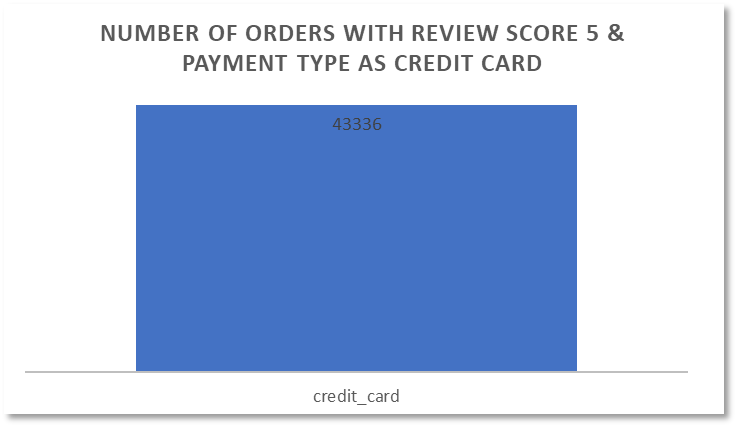 NUMBER OF ORDERS WITH REVIEW SCORE 5 &
PAYMENT TYPE AS CREDIT CARD
43336
credit_card